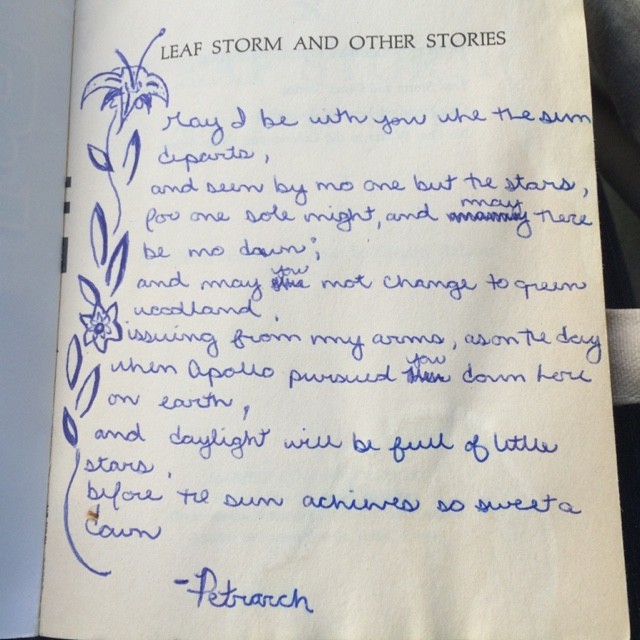 LEAF STORM AND OTHER STORIES
May I be with you whe the sun
departs,
and seen by no one but the stars,
for one sole night, and may there
be no dawn;
and may you not change to green
woodland,
issuing from my arms, as on the day
when Apollo pursued you down here
on earth,
and daylight will be full of little
stars,
before the sun achieves so sweet a
dawn
-Petrarch